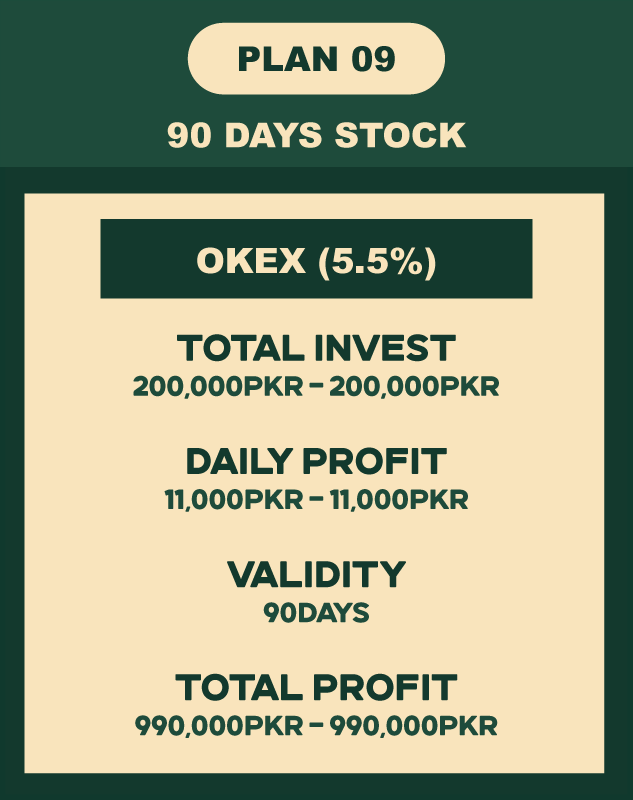 PLAN 09
90 DAYS STOCK
OKEX (5.5%)
TOTAL INVEST
200,000PKR – 200,000PKR
DAILY PROFIT
11,000PKR – 11,000PKR
VALIDITY
90DAYS
TOTAL PROFIT
990,000PKR – 990,000PKR